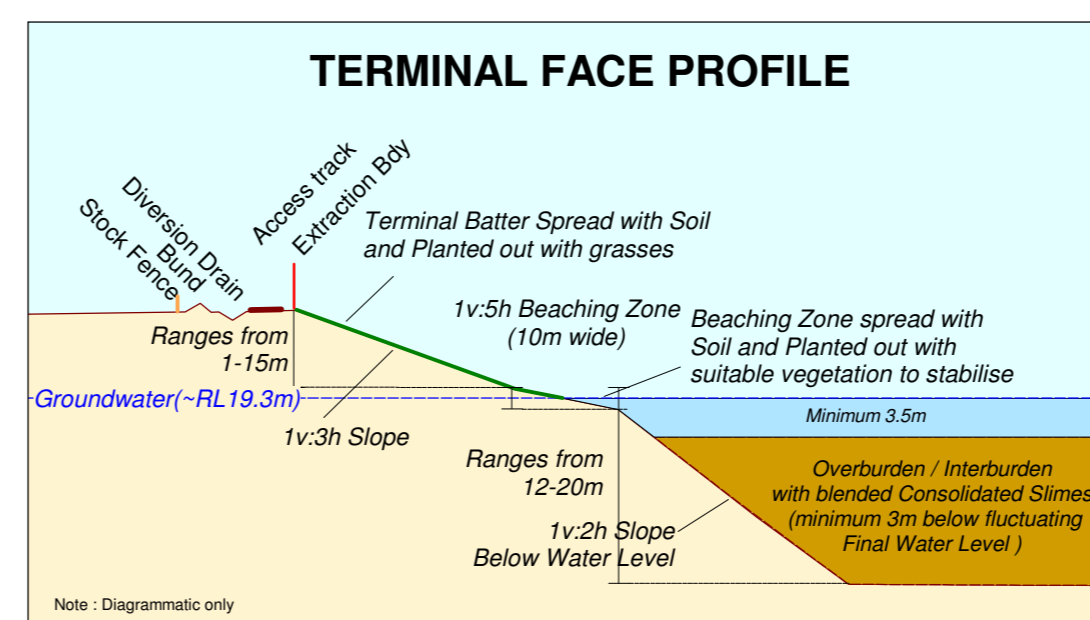 TERMINAL FACE PROFILE
Stock Fence
Bund
Diversion Drain
Access track
Extraction Bdy
Terminal Batter Spread with Soil
and Planted out with grasses
1v:5h Beaching Zone
(10m wide)
Beaching Zone spread with
Soil and Planted out with
suitable vegetation to stabilise
Ranges from
1-15m
Groundwater(~RL19.3m)
Minimum 3.5m
1v:3h Slope
Ranges from
12-20m
Overburden / Interburden
with blended Consolidated Slimes
(minimum 3m below fluctuating
Final Water Level )
1v:2h Slope
Below Water Level
Note : Diagrammatic only